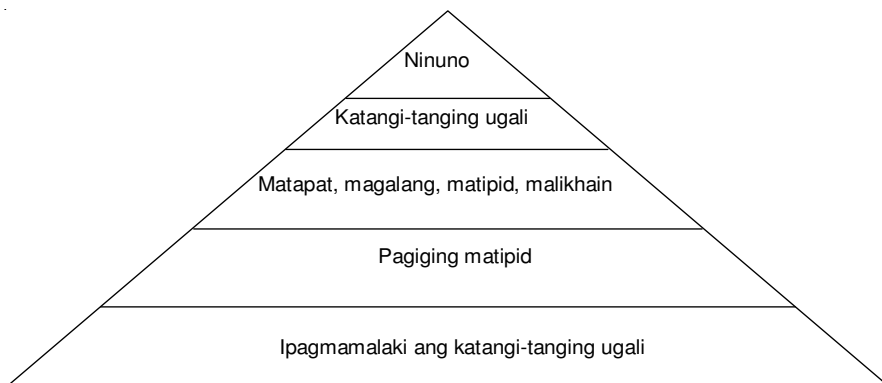 Ninuno
Katangi-tanging ugali
Matapat, magalang, matipid, malikhain
Pagiging matipid
Ipagmamalaki ang katangi-tanging ugali